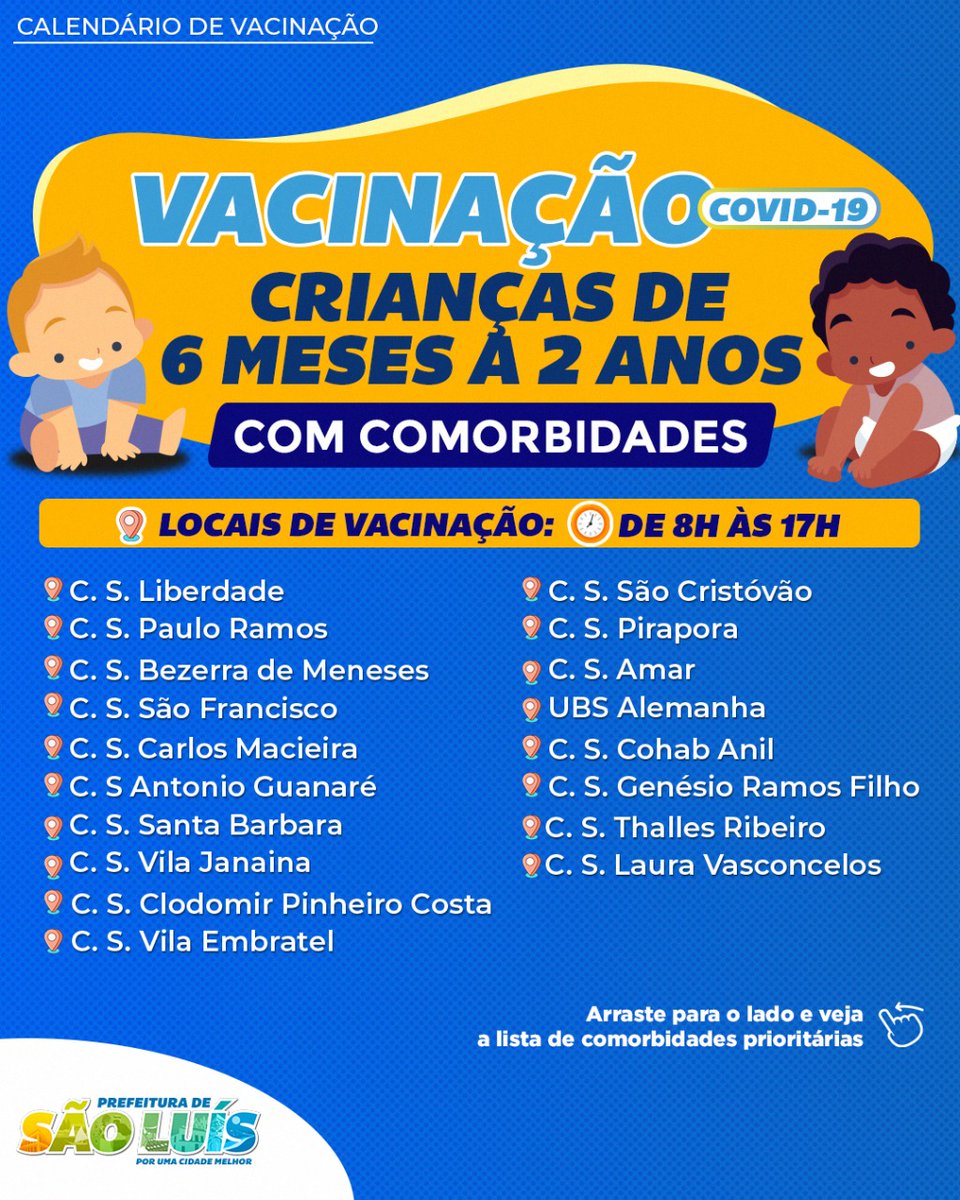 CALENDÁRIO DE VACINAÇÃO
VACINAÇÃO COVID-19
CRIANÇAS DE
6 MESES À 2 ANOS
COM COMORBIDADES
LOCAIS DE VACINAÇÃO: DE 8H ÀS 17H
C. S. Liberdade
C. S. Paulo Ramos
C. S. Bezerra de Meneses
C. S. São Francisco
C. S. Carlos Macieira
C. S Antonio Guanaré
C. S. Santa Barbara
C. S. Vila Janaina
C. S. Clodomir Pinheiro Costa
C. S. Vila Embratel
C. S. São Cristóvão
C. S. Pirapora
C. S. Amar
UBS Alemanha
C. S. Cohab Anil
C. S. Genésio Ramos Filho
C. S. Thalles Ribeiro
C. S. Laura Vasconcelos
Arraste para o lado e veja
a lista de comorbidades prioritárias
PREFEITURA DE
SÃO LUÍS
POR UMA CIDADE MELHOR